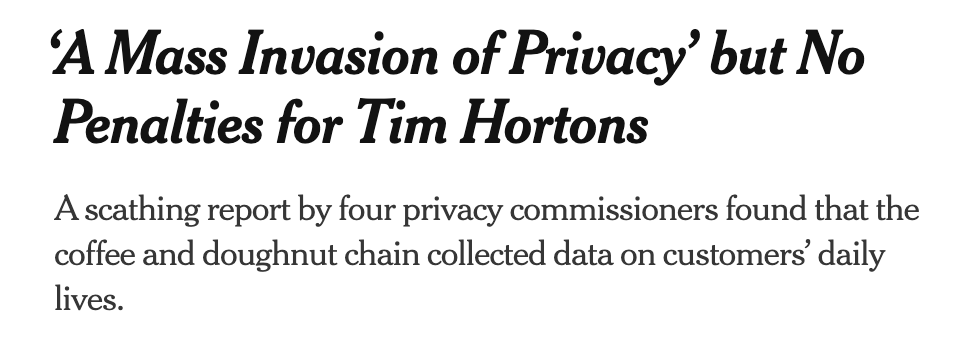 ‘A Mass Invasion of Privacy’ but No
Penalties for Tim Hortons
A scathing report by four privacy commissioners found that the
coffee and doughnut chain collected data on customers’ daily
lives.